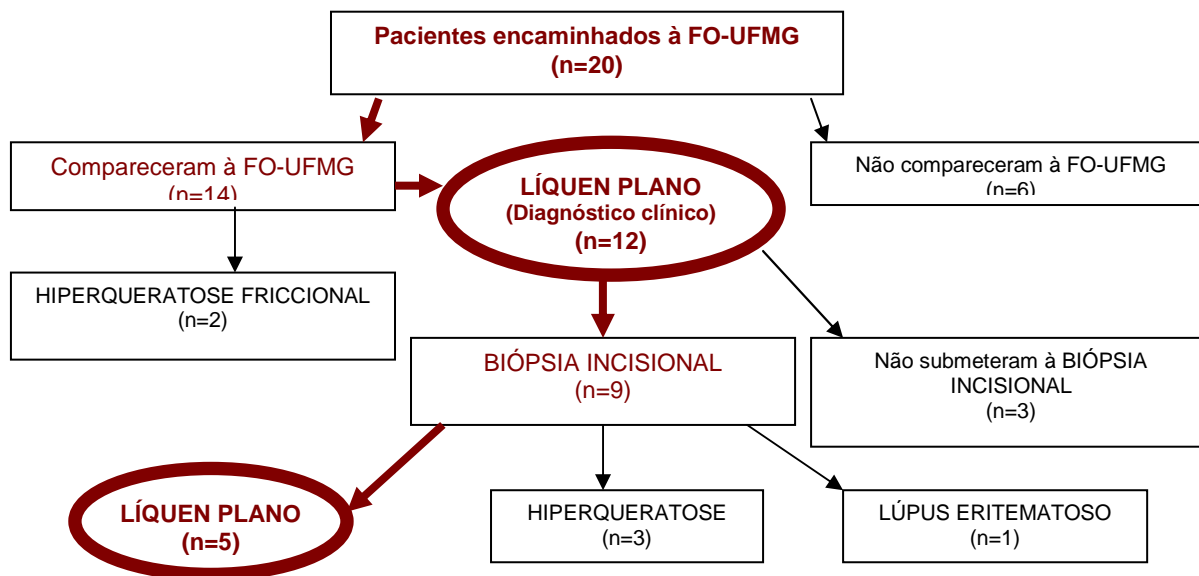 Pacientes encaminhados à FO-UFMG
(n=20)
Compareceram à FO-UFMG
(n=14)
LÍQUEN PLANO
(Diagnóstico clínico)
(n=12)
Não compareceram à FO-UFMG
(n=6)
HIPERQUERATOSE FRICCIONAL
(n=2)
BIÓPSIA INCISIONAL
(n=9)
Não submeteram à BIÓPSIA
INCISIONAL
(n=3)
LÍQUEN PLANO
(n=5)
HIPERQUERATOSE
(n=3)
LÚPUS ERITEMATOSO
(n=1)